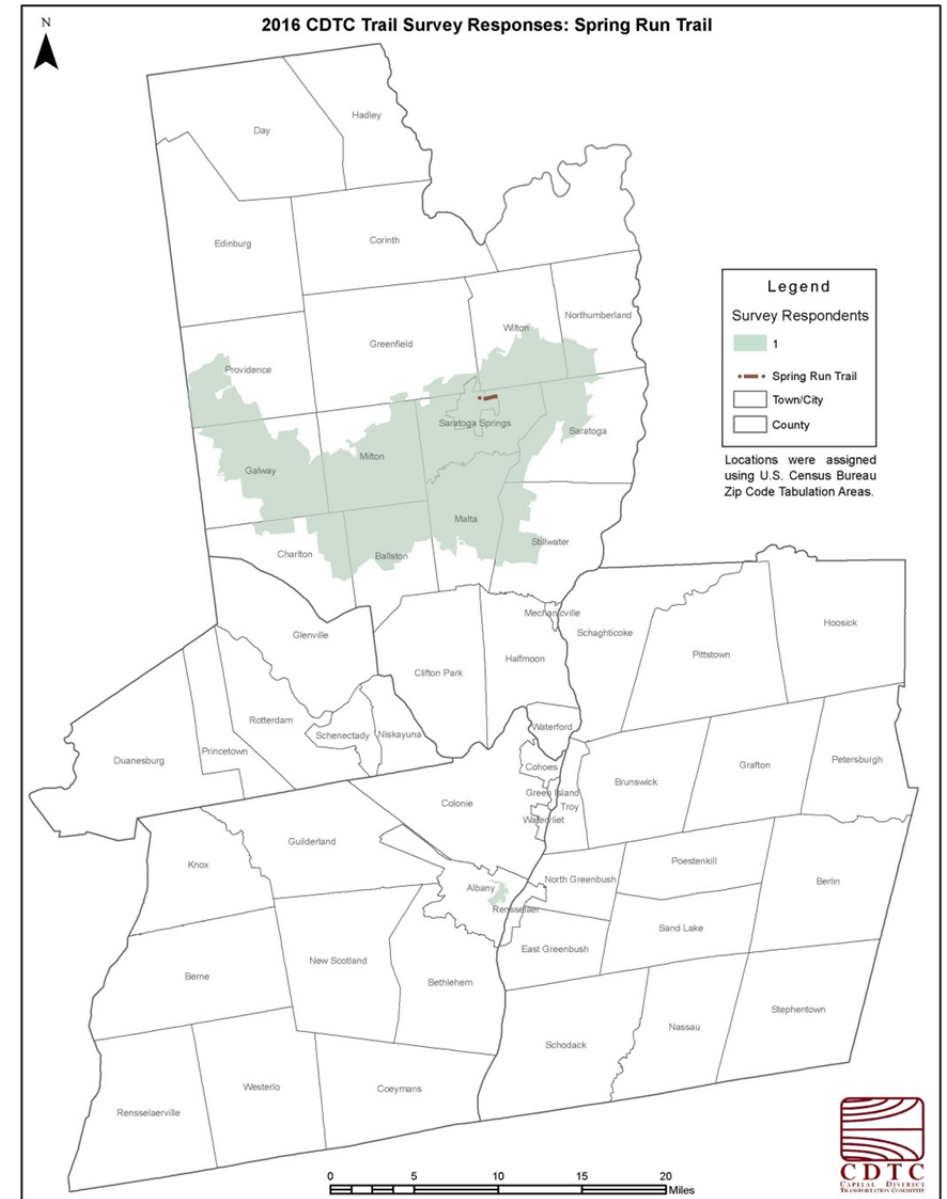 2016 CDTC Trail Survey Responses: Spring Run Trail
N
Hadley
Day
Corinth
Edinburg
Northumberland
Wilton
Greenfield
Providence
Saratoga Springs
Saratoga
Milton
Galway
Malta
Stillwater
Charlton
Ballston
Legend
Survey Respondents
1
Spring Run Trail
Town/City
County
Locations were assigned
using U.S. Census Bureau
Zip Code Tabulation Areas.
Mechanicville
Schaghticoke
Hoosick
Glenville
Pittstown
Halfmoon
Clifton Park
Rotterdam
Waterford
Schenectady
Niskayuna
Princetown
Duanesburg
Petersburgh
Cohoes
Grafton
Brunswick
Green Island
Colonie
Troy
Watervliet
Guilderland
Knox
Poestenkill
North Greenbush
Berlin
Albany
Rensselaer
Sand Lake
East Greenbush
New Scotland
Berne
Bethlehem
Stephentown
Nassau
Schodack
Westerlo
Coeymans
Rensselaerville
0 5 10 15 20
Miles
CDTC
CAPITAL DISTRICT
TRANSPORTATION COMMITTEE